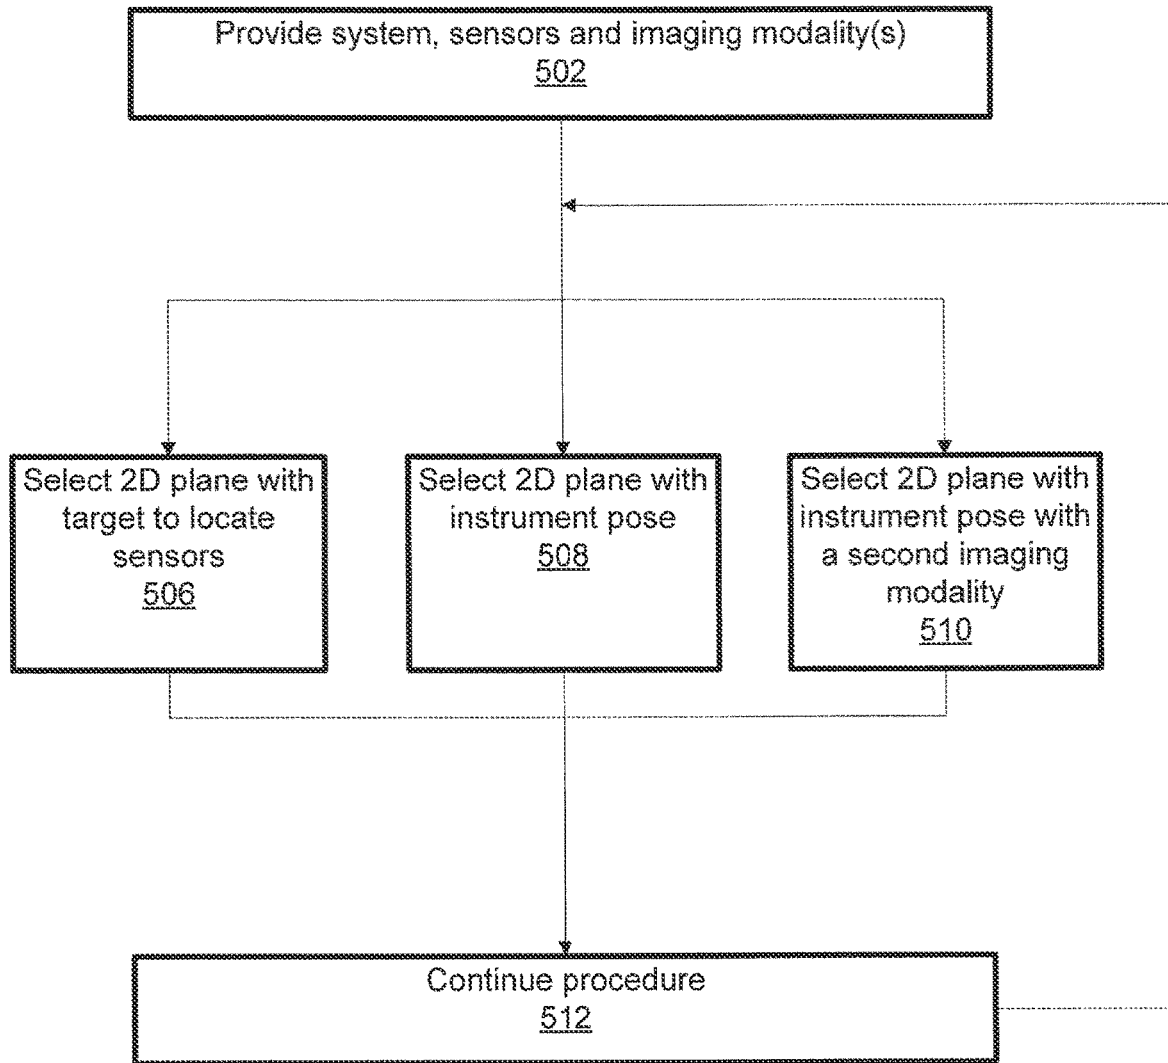 Provide system, sensors and imaging modality(s)
502
Select 2D plane with
target to locate
sensors
506
Select 2D plane with
instrument pose
508
Select 2D plane with
instrument pose with
a second imaging
modality
510
Continue procedure
512